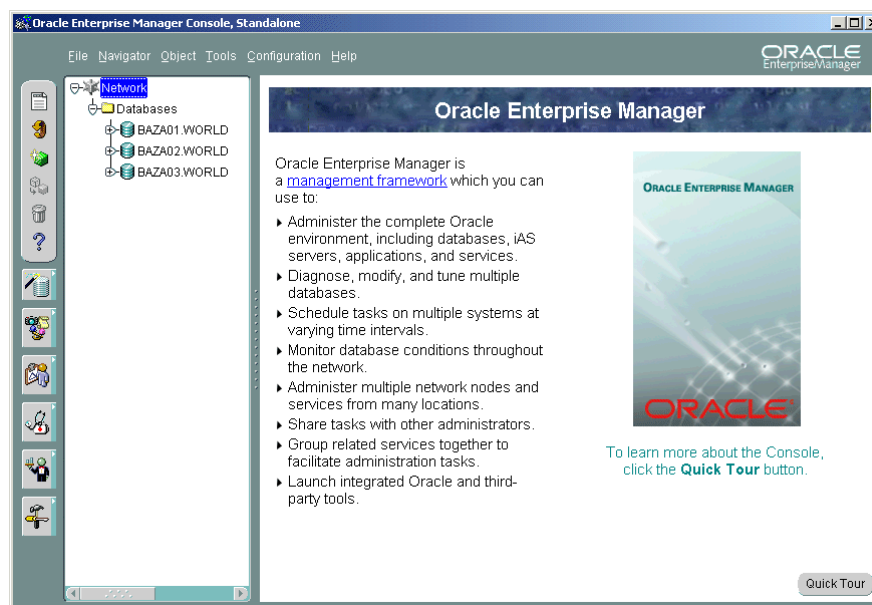 Oracle Enterprise Manager Console, Standalone
File Navigator Object Tools Configuration Help
ORACLE
EnterpriseManager
Network
Databases
BAZA01.WORLD
BAZA02.WORLD
BAZA03.WORLD
Oracle Enterprise Manager
Oracle Enterprise Manager is
a management framework which you can
use to:
Administer the complete Oracle
environment, including databases, iAS
servers, applications, and services.
Diagnose, modify, and tune multiple
databases.
Schedule tasks on multiple systems at
varying time intervals.
Monitor database conditions throughout
the network.
Administer multiple network nodes and
services from many locations.
Share tasks with other administrators.
Group related services together to
facilitate administration tasks.
Launch integrated Oracle and third-
party tools.
ORACLE ENTERPRISE MANAGER
ORACLE
To learn more about the Console,
click the Quick Tour button.
Quick Tour